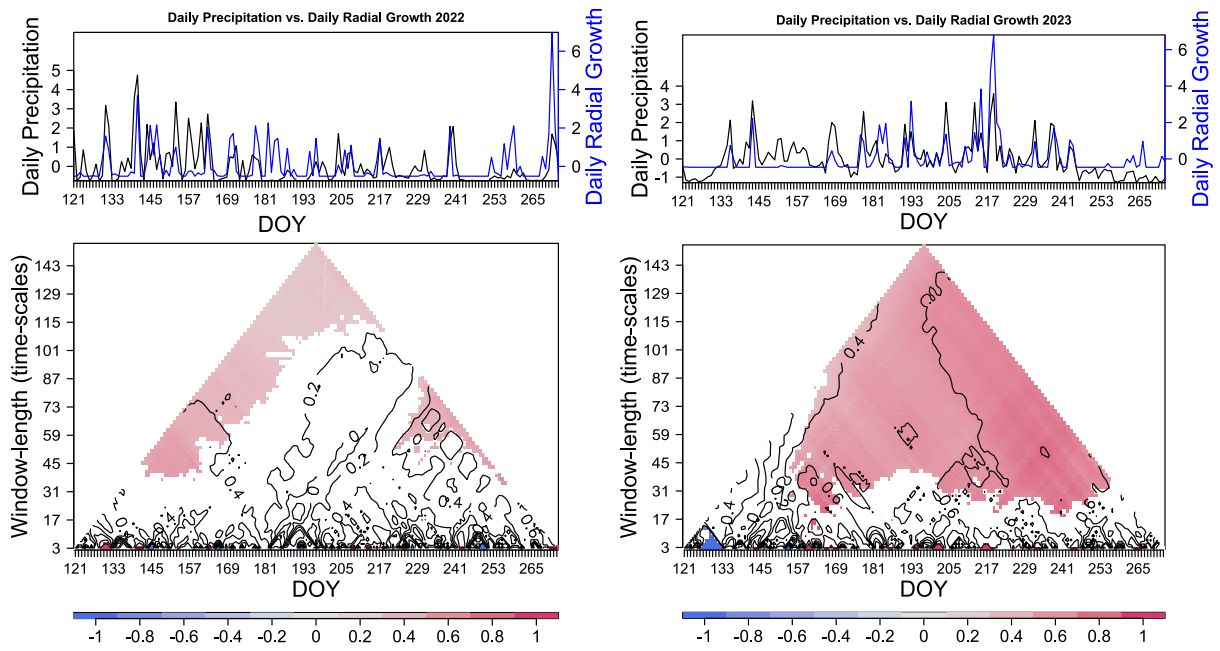 Daily Precipitation vs. Daily Radial Growth 2022
Daily Precipitation
5
4
3
2
1
0
6
4
2
0
Daily Radial Growth
121 133 145 157 169 181 193 205 217 229 241 253 265
DOY
Daily Precipitation vs. Daily Radial Growth 2023
Daily Precipitation
4
3
2
1
0
-1
6
4
2
0
Daily Radial Growth
121 133 145 157 169 181 193 205 217 229 241 253 265
DOY
Window-length (time-scales)
143
129
115
101
87
73
59
45
31
17
3
0.2
0.2
0.4
0.4
121 133 145 157 169 181 193 205 217 229 241 253 265
DOY
-1 -0.8 -0.6 -0.4 -0.2 0 0.2 0.4 0.6 0.8 1
Window-length (time-scales)
143
129
115
101
87
73
59
45
31
17
3
0.4
0.6
121 133 145 157 169 181 193 205 217 229 241 253 265
DOY
-1 -0.8 -0.6 -0.4 -0.2 0 0.2 0.4 0.6 0.8 1